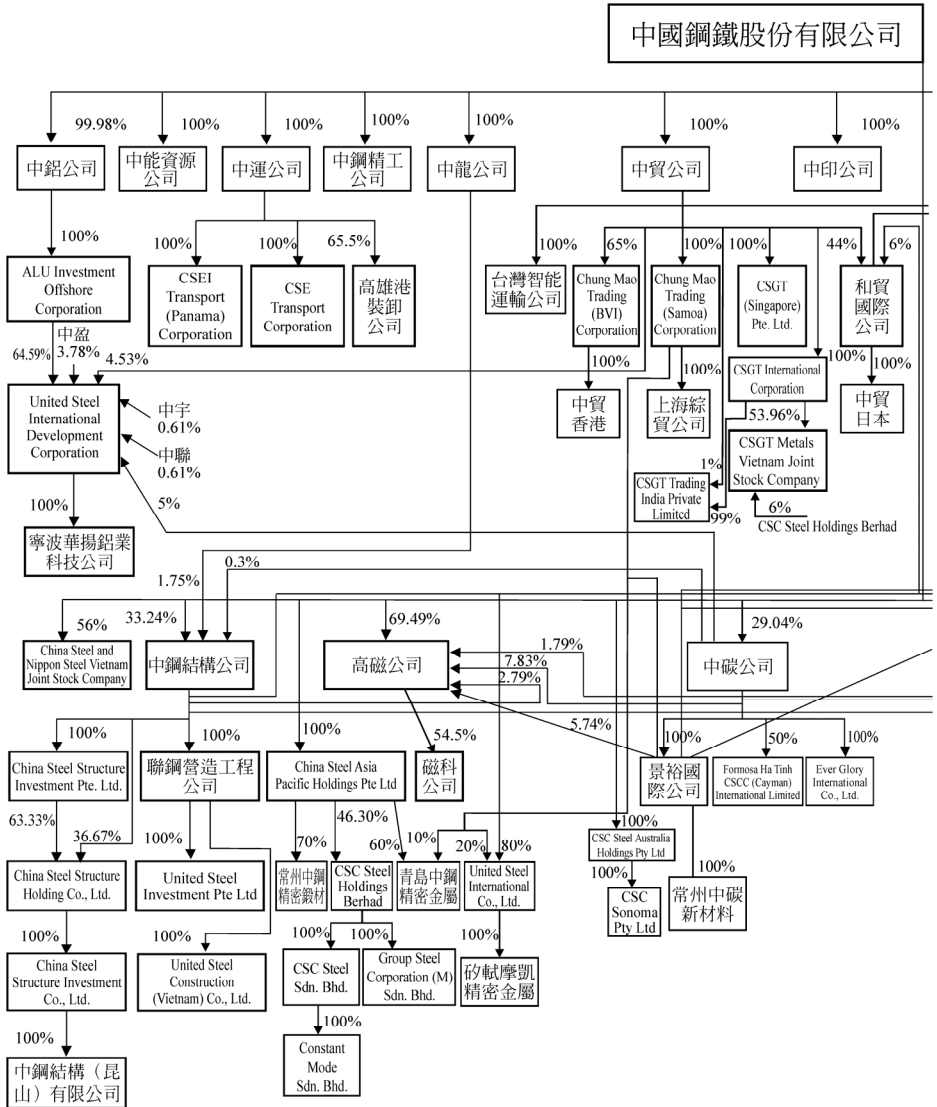 中國鋼鐵股份有限公司
99.98%
100%
100%
100%
100%
100%
100%
中鋁公司
中能資源
公司
中運公司
中鋼精工
公司
中龍公司
中貿公司
中印公司
100%
100%
100%
65.5%
100%
65%
100%
100%
44%
6%
ALU Investment
Offshore
Corporation
CSEI
Transport
(Panama)
Corporation
CSE
Transport
Corporation
高雄港
裝卸
公司
台灣智能
運輸公司
Chung Mao
Trading
(BVI)
Corporation
Chung Mao
Trading
(Samoa)
Corporation
CSGT
(Singapore)
Pte. Ltd.
和貿
國際
公司
中盈
64.59%
3.78%
4.53%
100%
100%
100%
100%
United Steel
International
Development
Corporation
中宇
0.61%
中聯
0.61%
中貿
香港
上海綜
貿公司
CSGT International
Corporation
中貿
日本
53.96%
CSGT Metals
Vietnam Joint
Stock Company
1%
CSGT Trading
India Private
Limitcd
99%
6%
CSC Steel Holdings Berhad
100%
5%
寧波華揚鋁業
科技公司
1.75%
0.3%
56%
33.24%
69.49%
29.04%
China Steel and
Nippon Steel Vietnam
Joint Stock Company
中鋼結構公司
高磁公司
1.79%
7.83%
2.79%
中碳公司
5.74%
100%
100%
100%
54.5%
100%
50%
100%
China Steel Structure
Investment Pte. Ltd.
聯鋼營造工程
公司
China Steel Asia
Pacific Holdings Pte Ltd
磁科
公司
景裕國
際公司
Formosa Ha Tinh
CSCC (Cayman)
International Limited
Ever Glory
International
Co., Ltd.
63.33%
36.67%
100%
70%
46.30%
60%
10%
20%
80%
100%
CSC Steel Australia
Holdings Pty Ltd
100%
100%
China Steel Structure
Holding Co., Ltd.
United Steel
Investment Pte Ltd
常州中鋼
精密鍛材
CSC Steel
Holdings
Berhad
青島中鋼
精密金屬
United Steel
International
Co., Ltd.
CSC
Sonoma
Pty Ltd
常州中碳
新材料
100%
100%
100%
100%
100%
China Steel
Structure Investment
Co., Ltd.
United Steel
Construction
(Vietnam) Co., Ltd.
CSC Steel
Sdn. Bhd.
Group Steel
Corporation (M)
Sdn. Bhd.
矽軾摩凱
精密金屬
100%
100%
中鋼結構（昆
山）有限公司
Constant
Mode
Sdn. Bhd.